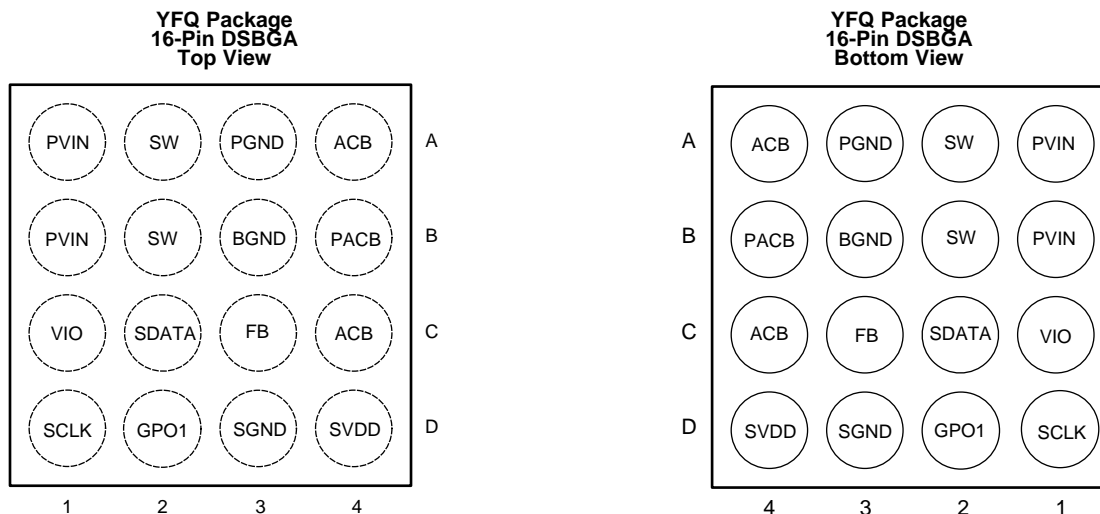 YFQ Package
16-Pin DSBGA
Top View
PVIN SW PGND ACB A
PVIN SW BGND PACB B
VIO SDATA FB ACB C
SCLK GPO1 SGND SVDD D
1 2 3 4
YFQ Package
16-Pin DSBGA
Bottom View
A ACB PGND SW PVIN
B PACB BGND SW PVIN
C ACB FB SDATA VIO
D SVDD SGND GPO1 SCLK
4 3 2 1